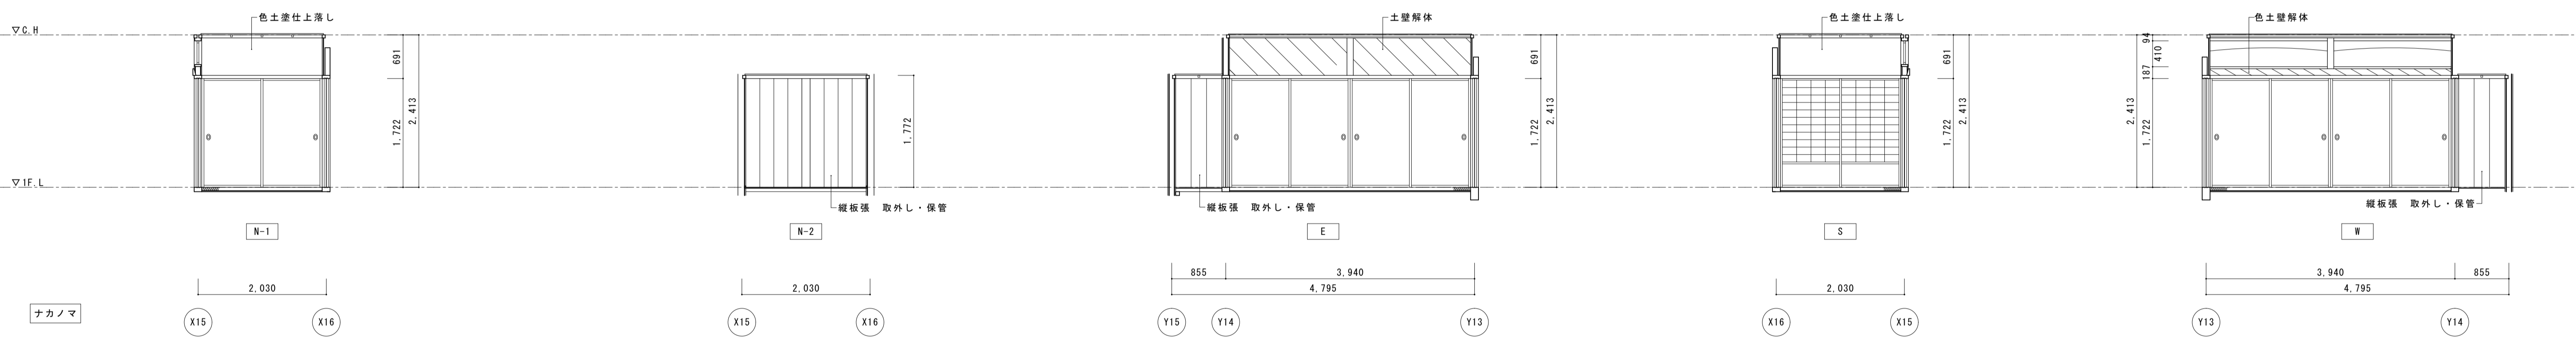 ▽C.H
▽1F.L
ナカノマ
色土塗仕上落し
691
1,722
2,413
N-1
2,030
X15
X16
1,772
縦板張　取外し・保管
N-2
2,030
X15
X16
土壁解体
691
1,722
2,413
縦板張　取外し・保管
E
855
3,940
4,795
Y15
Y14
Y13
色土塗仕上落し
691
1,722
2,413
S
2,030
X16
X15
色土壁解体
94
410
187
1,722
2,413
縦板張　取外し・保管
W
3,940
855
4,795
Y13
Y14